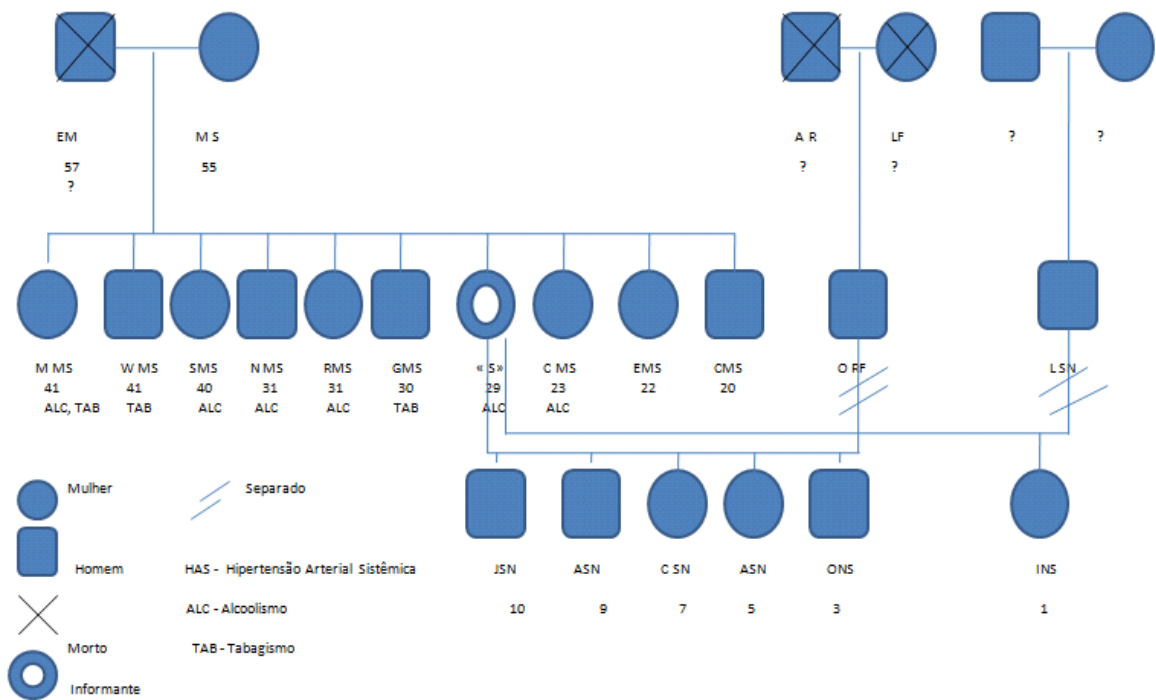 EM M S A R LF ? ?
57 55 ? ?
?
M MS W MS SMS N MS RMS GMS « S» C MS EMS CMS O RF L SN
41 41 40 31 31 30 29 23 22 20
ALC, TAB TAB ALC ALC ALC TAB ALC ALC
Mulher Separado
JSN ASN C SN ASN ONS INS
Homem HAS - Hipertensão Arterial Sistêmica
10 9 7 5 3 1
ALC - Alcoolismo
Morto TAB - Tabagismo
Informante